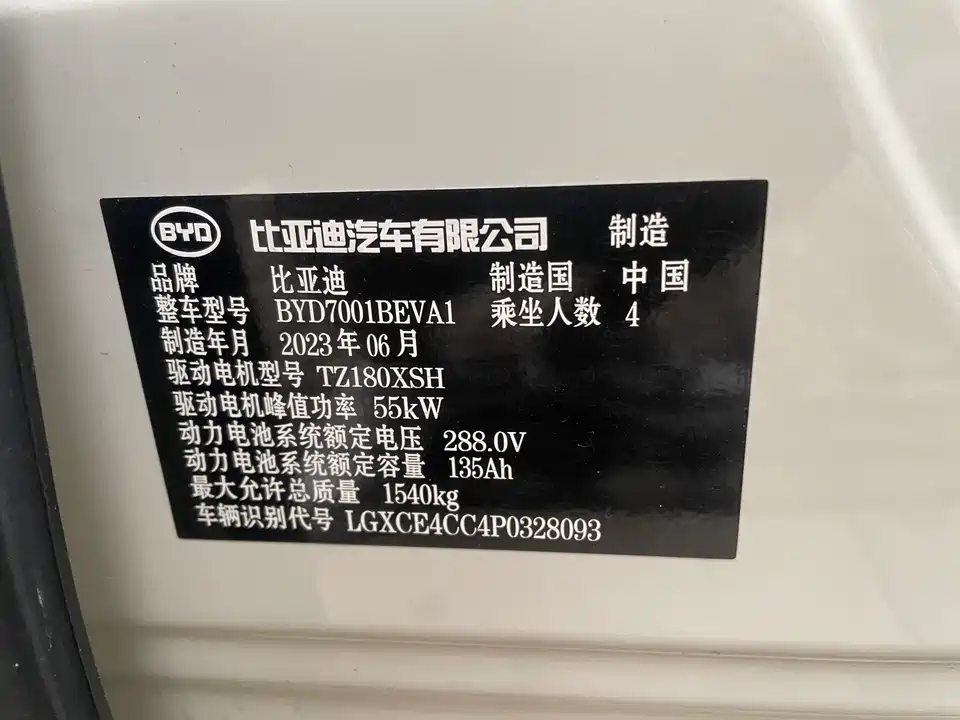 BYD 比亚迪汽车有限公司 制造
品牌 比亚迪 制造国 中国
整车型号 BYD7001BEVA1 乘坐人数 4
制造年月 2023年06月
驱动电机型号 TZ180XSH
驱动电机峰值功率 55kW
动力电池系统额定电压 288.0V
动力电池系统额定容量 135Ah
最大允许总质量 1540kg
车辆识别代号 LGXCE4CC4P0328093